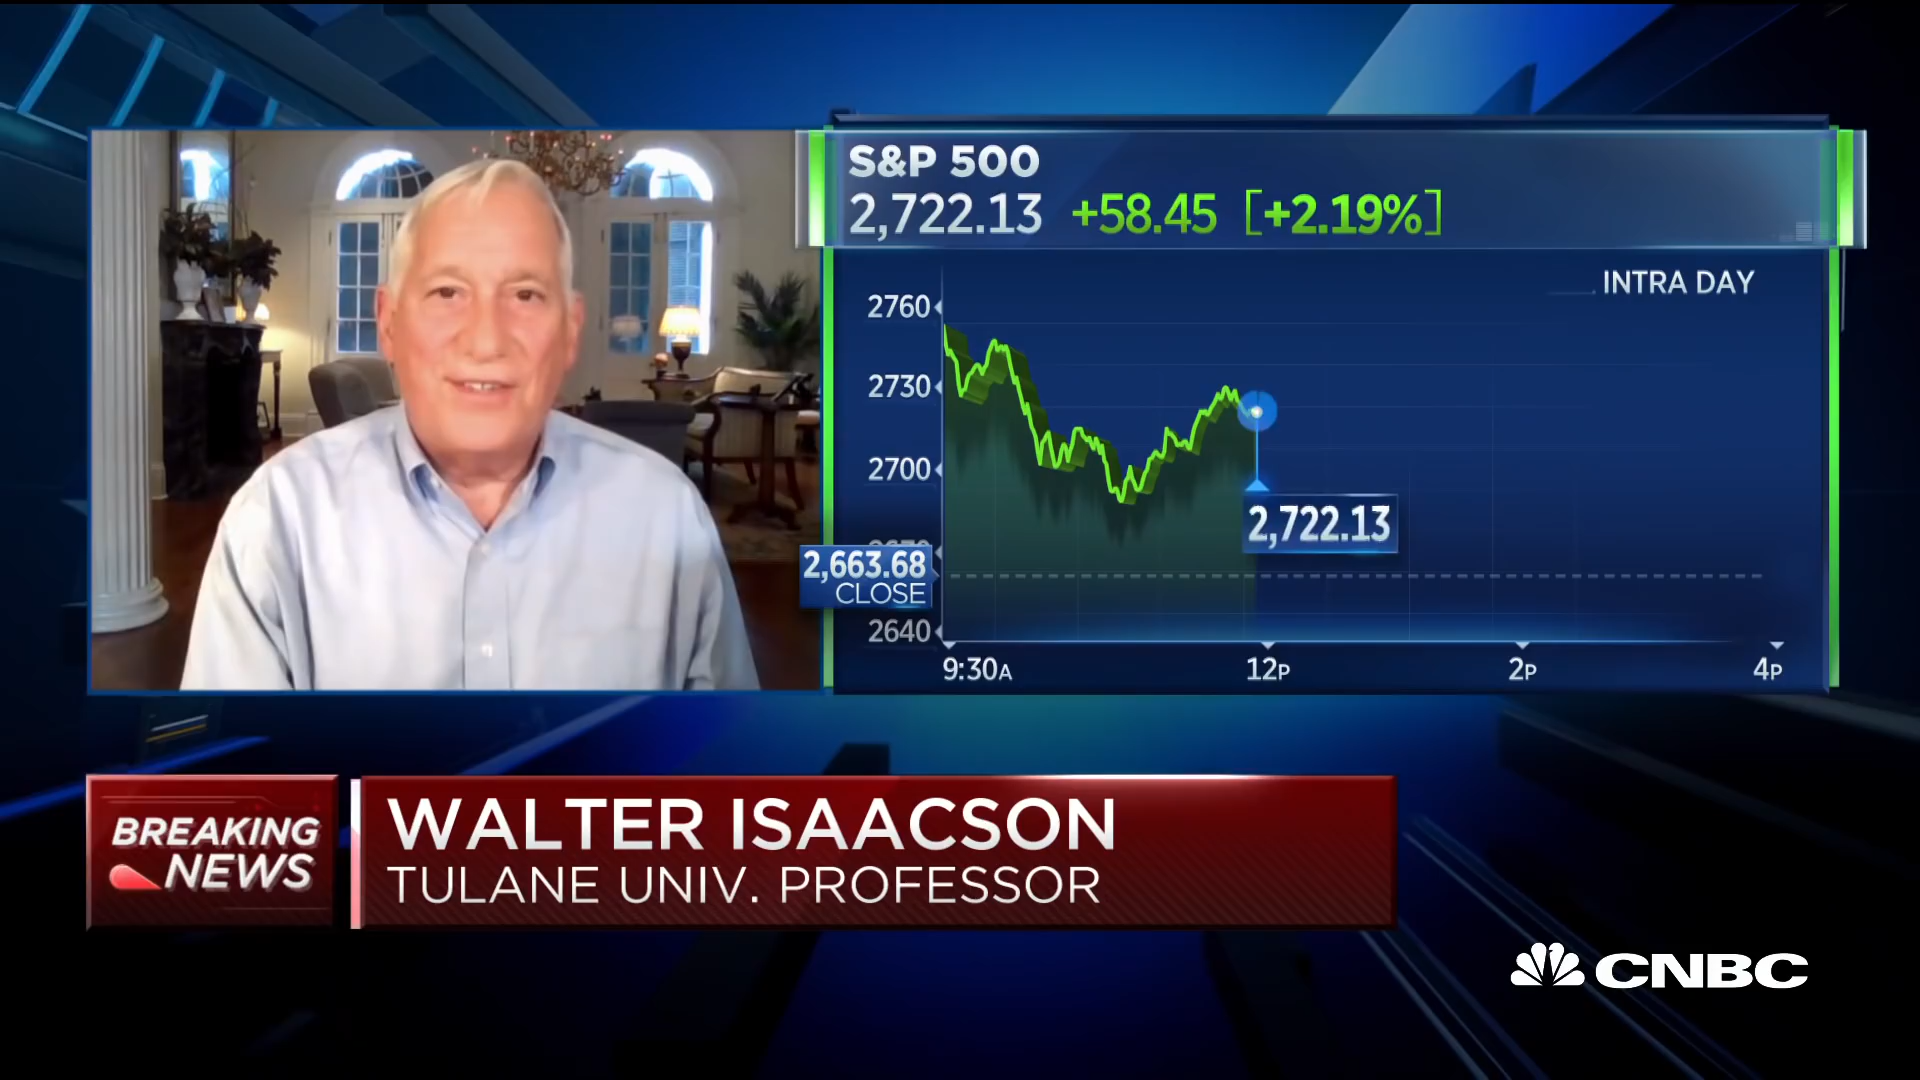 S&P 500
2,722.13 +58.45 [+2.19%]
INTRA DAY
2760
2730
2700
2,722.13
2,663.68
CLOSE
2640
9:30A 12P 2P 4P
BREAKING
NEWS
WALTER ISAACSON
TULANE UNIV. PROFESSOR
CNBC